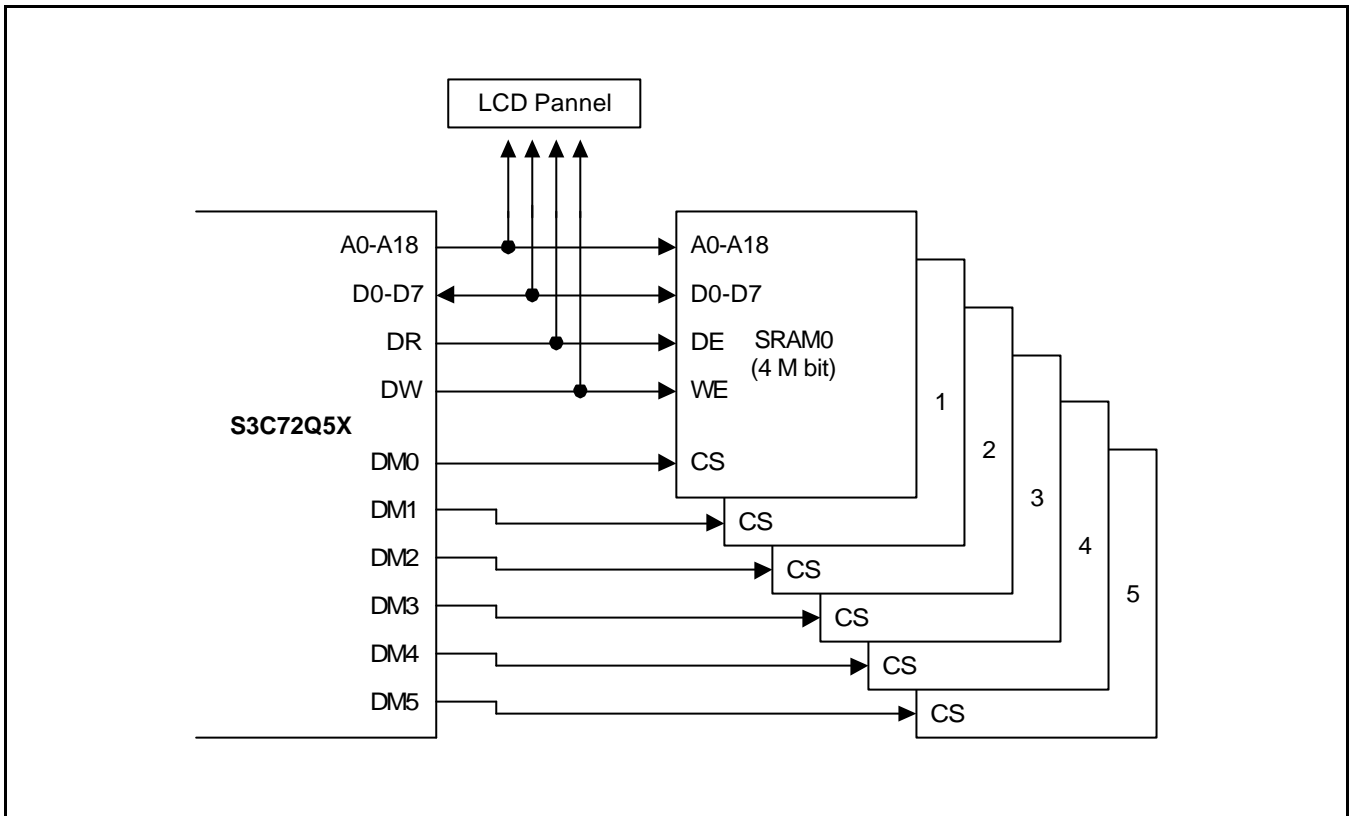 LCD Pannel
A0-A18
A0-A18
D0-D7
D0-D7
DR
DE
SRAM0
(4 M bit)
DW
WE
1
S3C72Q5X
2
DM0
CS
3
DM1
CS
4
DM2
CS
5
DM3
CS
DM4
CS
DM5
CS